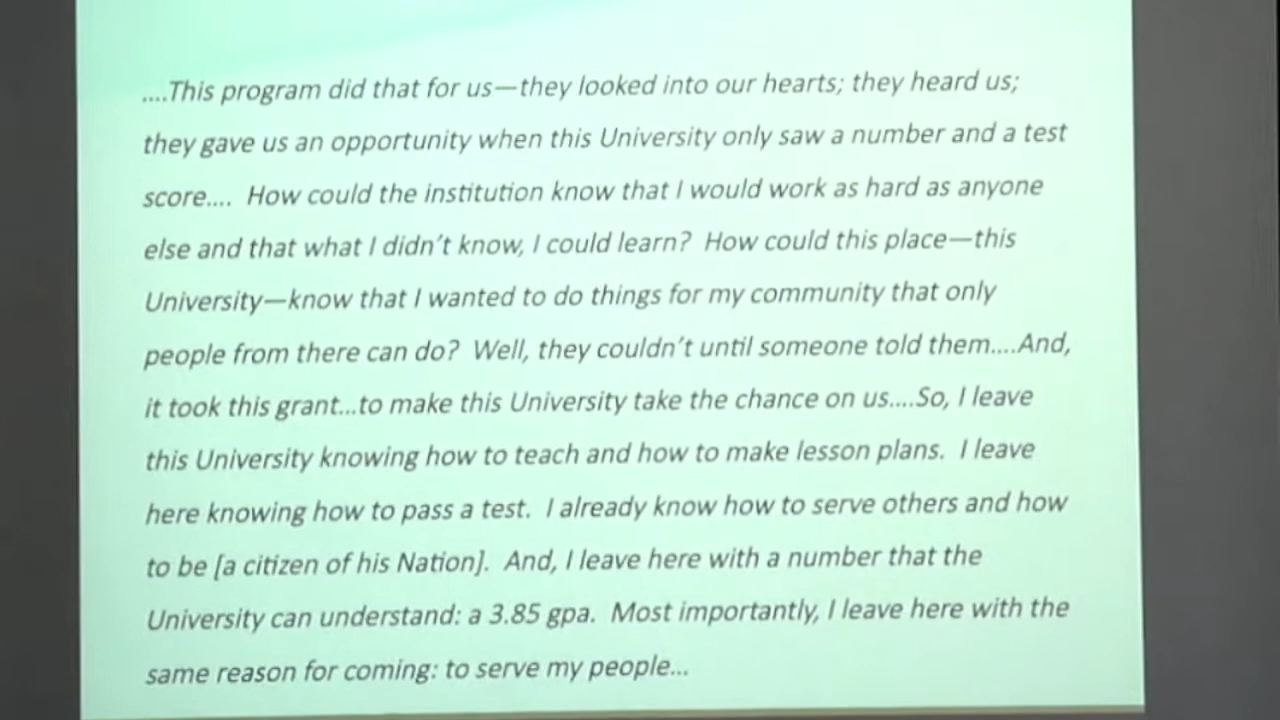 ....This program did that for us—they looked into our hearts; they heard us;
they gave us an opportunity when this University only saw a number and a test
score.... How could the institution know that I would work as hard as anyone
else and that what I didn't know, I could learn? How could this place—this
University—know that I wanted to do things for my community that only
people from there can do? Well, they couldn't until someone told them....And,
it took this grant...to make this University take the chance on us....So, I leave
this University knowing how to teach and how to make lesson plans. I leave
here knowing how to pass a test. I already know how to serve others and how
to be [a citizen of his Nation]. And, I leave here with a number that the
University can understand: a 3.85 gpa. Most importantly, I leave here with the
same reason for coming: to serve my people...